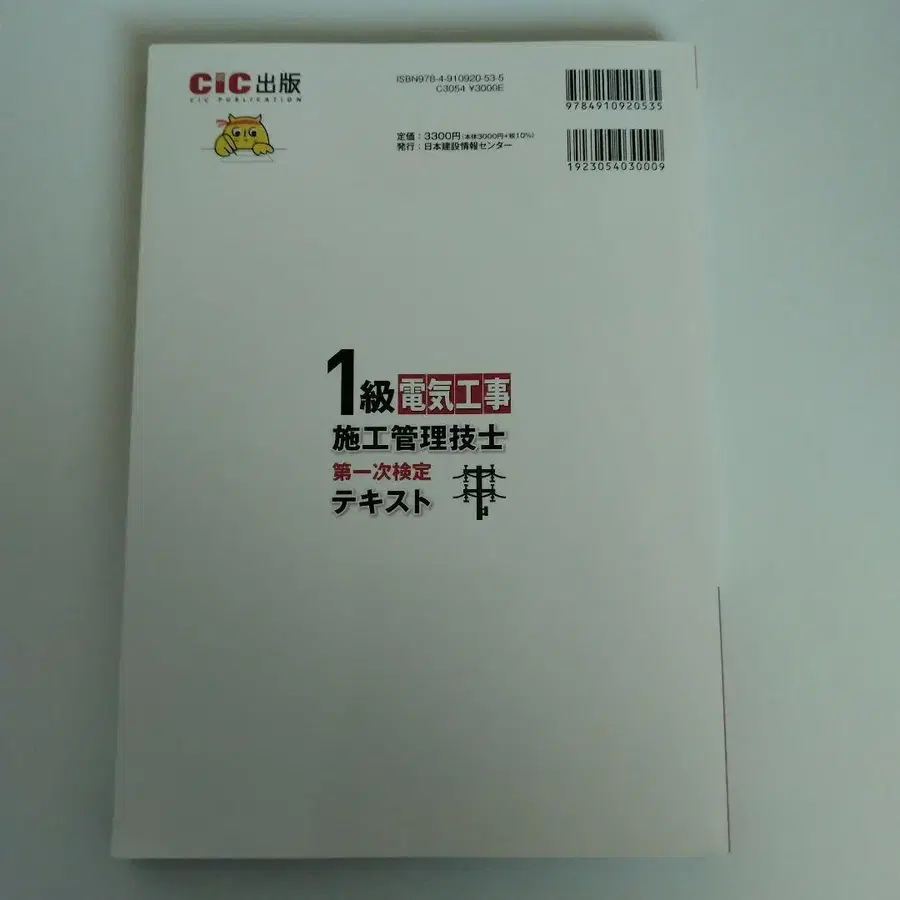 CIC出版
CIC PUBLICATION
ISBN978-4-910920-53-5
C3054 ¥3000E
定価：3300円(本体3000円+税10%)
発行：日本建設情報センター
9784910920535
1923054030009
1級電気工事
施工管理技士
第一次検定
テキスト